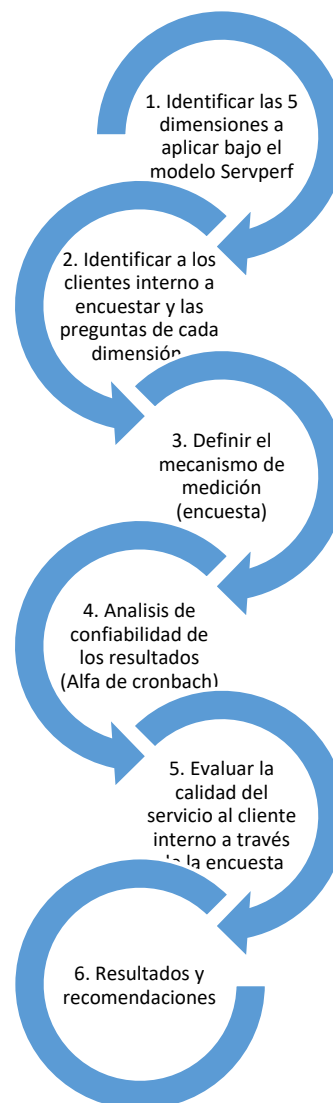 1. Identificar las 5
dimensiones a
aplicar bajo el
modelo Servperf
2. Identificar a los
clientes interno a
encuestar y las
preguntas de cada
dimensión
3. Definir el
mecanismo de
medición
(encuesta)
4. Analisis de
confiabilidad de
los resultados
(Alfa de cronbach)
5. Evaluar la
calidad del
servicio al cliente
interno a través
de la encuesta
6. Resultados y
recomendaciones